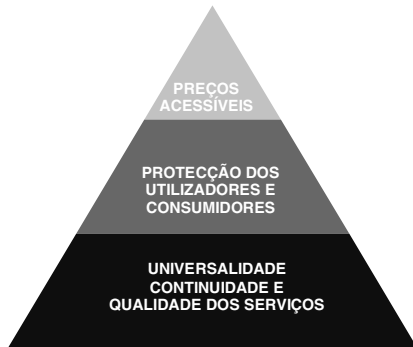 PREÇOS
ACESSÍVEIS
PROTECÇÃO DOS
UTILIZADORES E
CONSUMIDORES
UNIVERSALIDADE
CONTINUIDADE E
QUALIDADE DOS SERVIÇOS